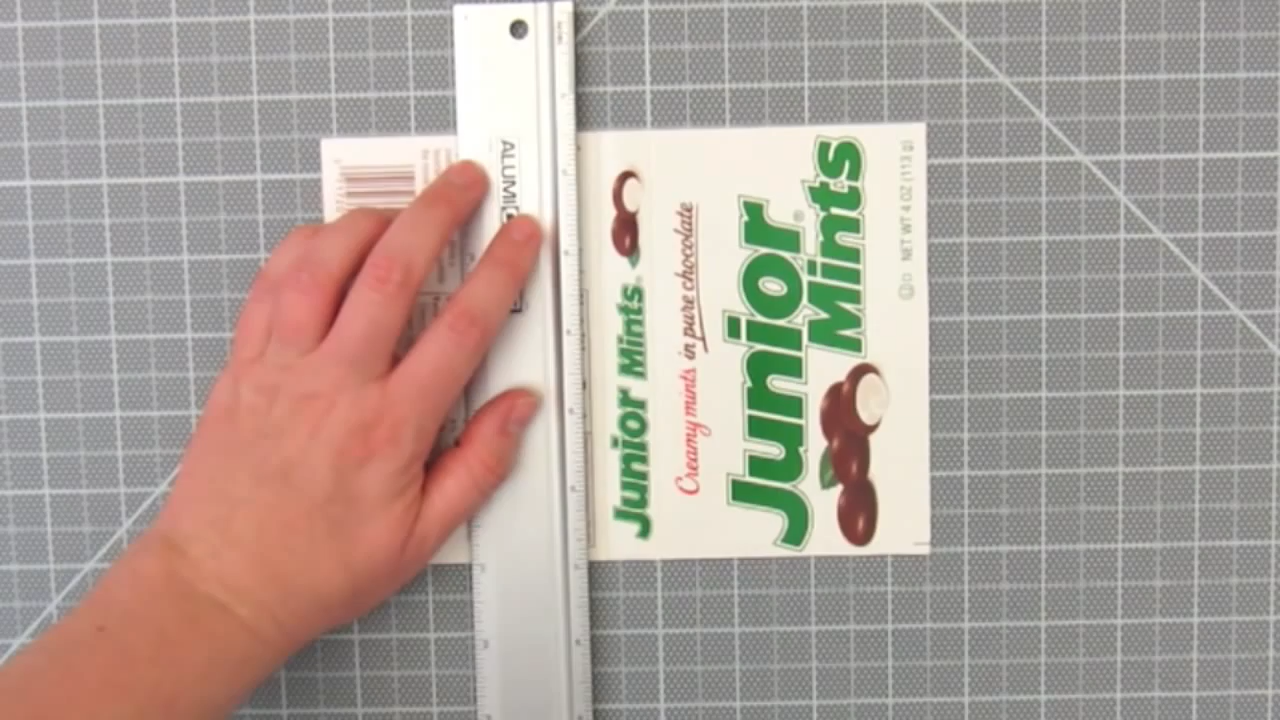 ALUMI
Junior Mints®
Creamy mints in pure chocolate
Junior®
Mints
NET WT 4 OZ (113 g)